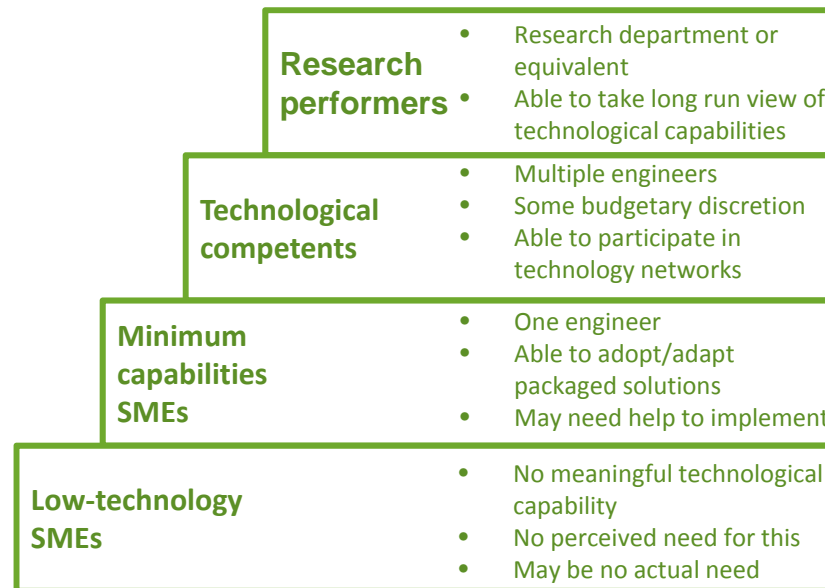 Research
performers
• Research department or
equivalent
• Able to take long run view of
technological capabilities
Technological
competents
• Multiple engineers
• Some budgetary discretion
• Able to participate in
technology networks
Minimum
capabilities
SMEs
• One engineer
• Able to adopt/adapt
packaged solutions
• May need help to implement
Low-technology
SMEs
• No meaningful technological
capability
• No perceived need for this
• May be no actual need